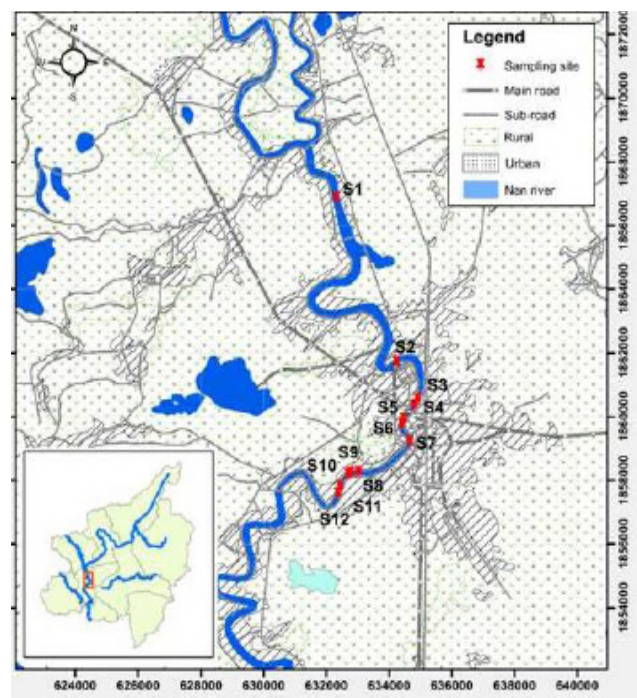 Legend
Sampling site
Main road
Sub-road
Rural
Urban
Nan river
N
W
E
S
S1
S2
S3
S4
S5
S6
S7
S9
S10
S8
S11
S12
1872000
1870000
1868000
1866000
1864000
1862000
1860000
1858000
1856000
1854000
624000
626000
628000
630000
632000
634000
636000
638000
640000